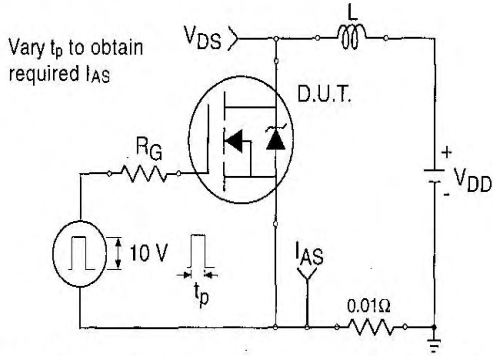 Vary tp to obtain
required IAS
VDS
L
D.U.T.
RG
+
VDD
-
10 V
tp
IAS
0.01Ω